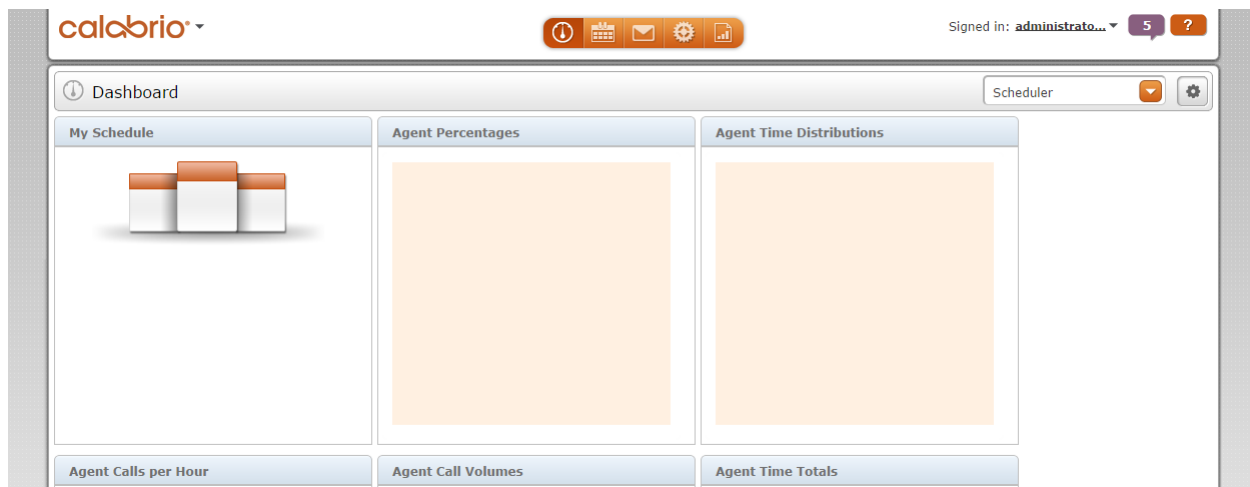 calabrio
Signed in: administrato... 5 ?
Dashboard
Scheduler
My Schedule
Agent Percentages
Agent Time Distributions
Agent Calls per Hour
Agent Call Volumes
Agent Time Totals